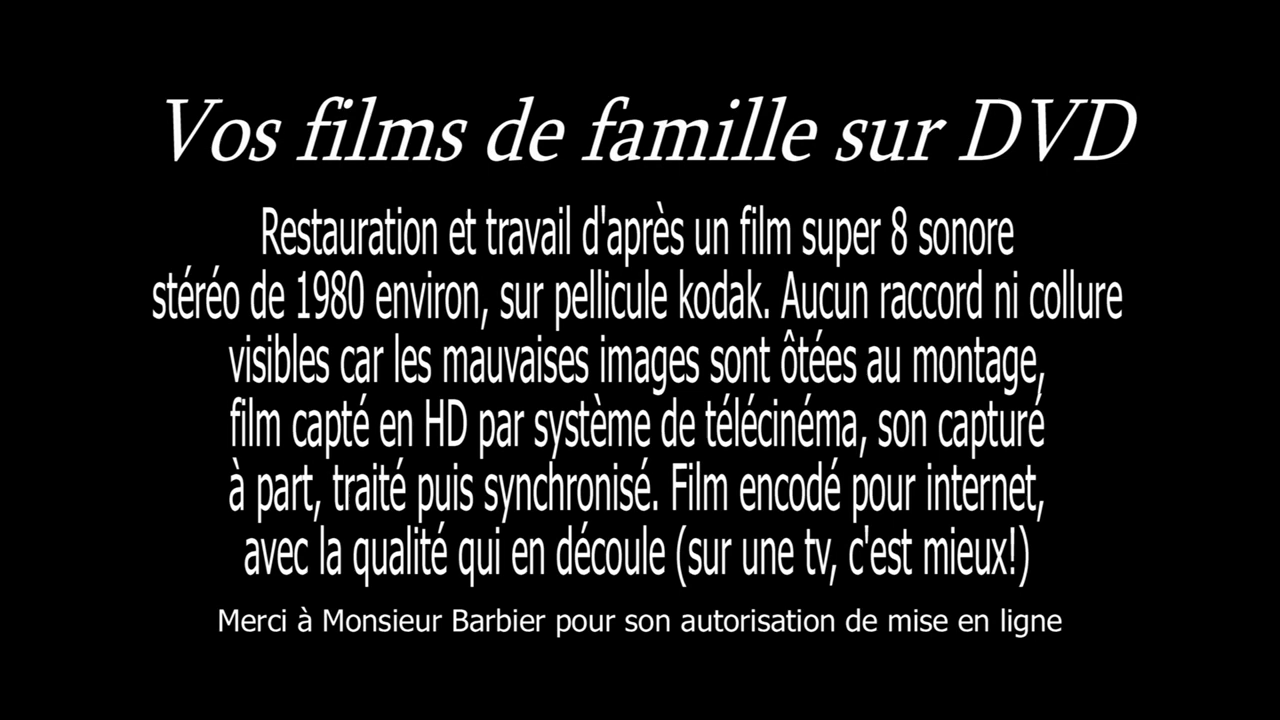 Vos films de famille sur DVD
Restauration et travail d'après un film super 8 sonore
stéréo de 1980 environ, sur pellicule kodak. Aucun raccord ni collure
visibles car les mauvaises images sont ôtées au montage,
film capté en HD par système de télécinéma, son capturé
à part, traité puis synchronisé. Film encodé pour internet,
avec la qualité qui en découle (sur une tv, c'est mieux!)
Merci à Monsieur Barbier pour son autorisation de mise en ligne